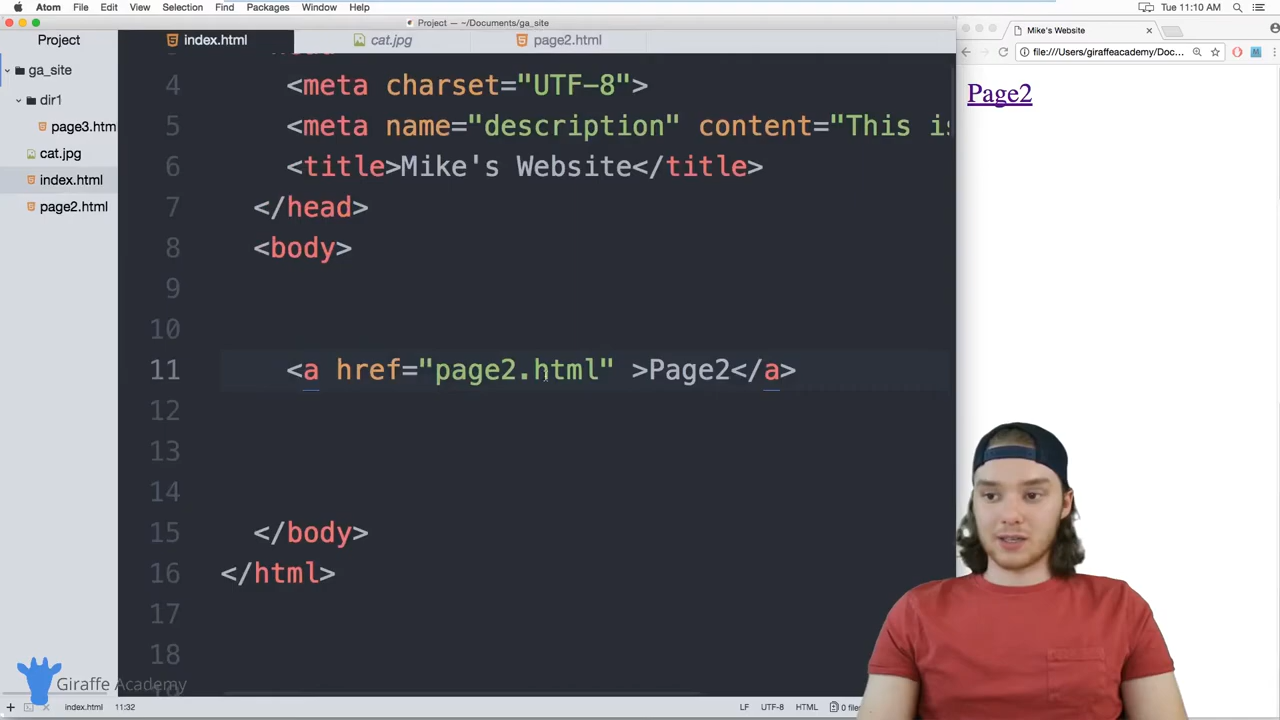 Atom File Edit View Selection Find Packages Window Help Tue 11:10 AM
Project — ~/Documents/ga_site
Mike's Website
Project
index.html cat.jpg page2.html
file:///Users/giraffeacademy/Doc...
ga_site
dir1
page3.htm
cat.jpg
index.html
page2.html
4 <meta charset="UTF-8">
5 <meta name="description" content="This is
6 <title>Mike's Website</title>
7 </head>
8 <body>
9
10
11 <a href="page2.html" >Page2</a>
12
13
14
15 </body>
16 </html>
17
18
Page2
Giraffe Academy
index.html 11:32 LF UTF-8 HTML 0 files